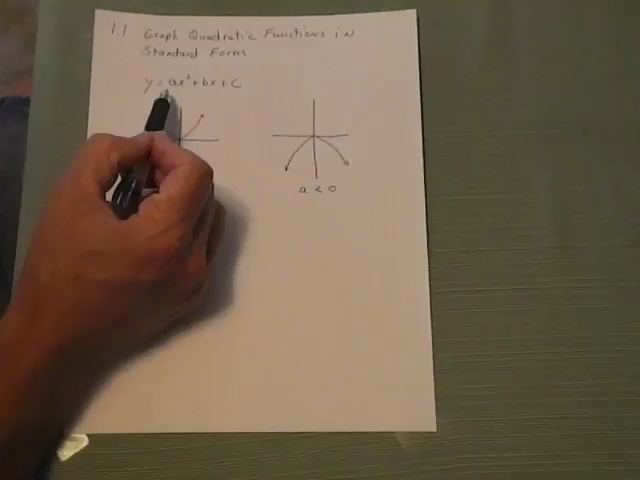 1.1 Graph Quadratic Functions in
Standard Form
y = ax² + bx + c
a < 0